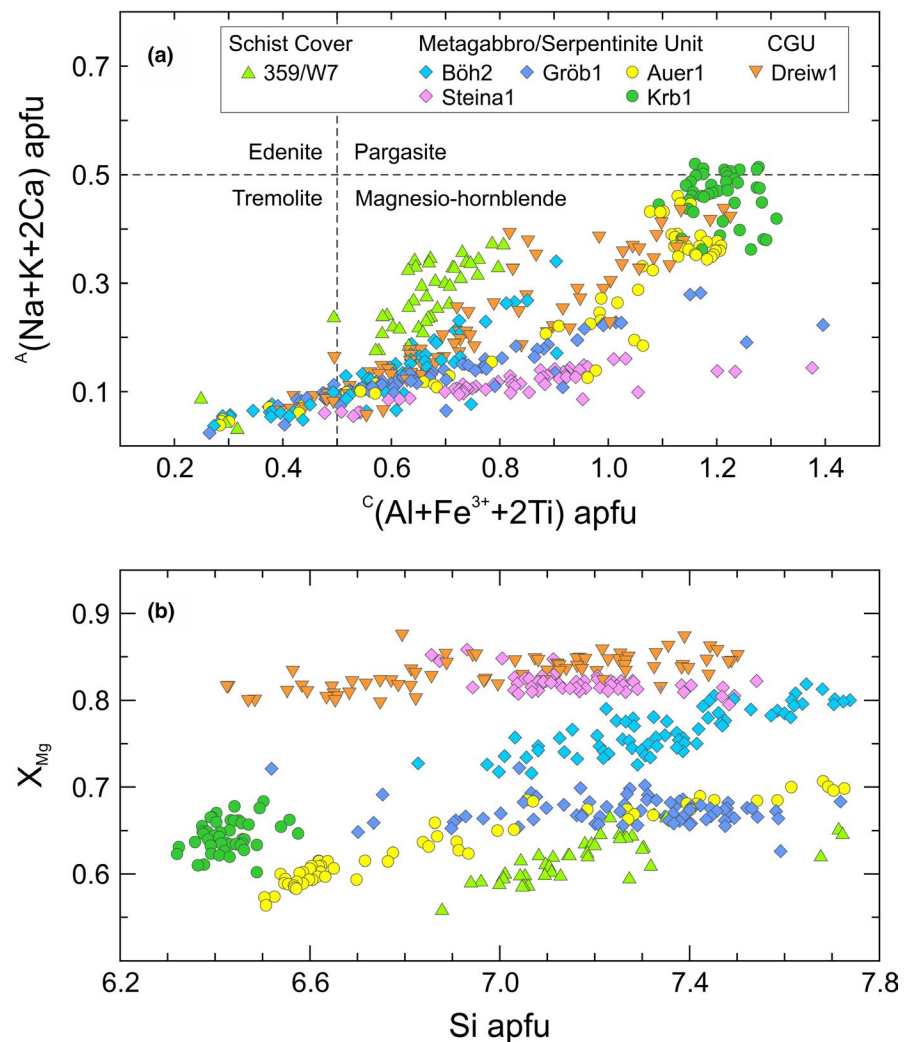 (a)
Schist Cover Metagabbro/Serpentinite Unit CGU
359/W7 Böh2 Gröb1 Auer1 Dreiw1
Steina1 Krb1
0.7
Edenite Pargasite
0.5
Tremolite Magnesio-hornblende
0.3
0.1
ᴬ(Na+K+2Ca) apfu
0.2 0.4 0.6 0.8 1.0 1.2 1.4
ᶜ(Al+Fe³⁺+2Ti) apfu
(b)
0.9
0.8
0.7
0.6
XMg
6.2 6.6 7.0 7.4 7.8
Si apfu